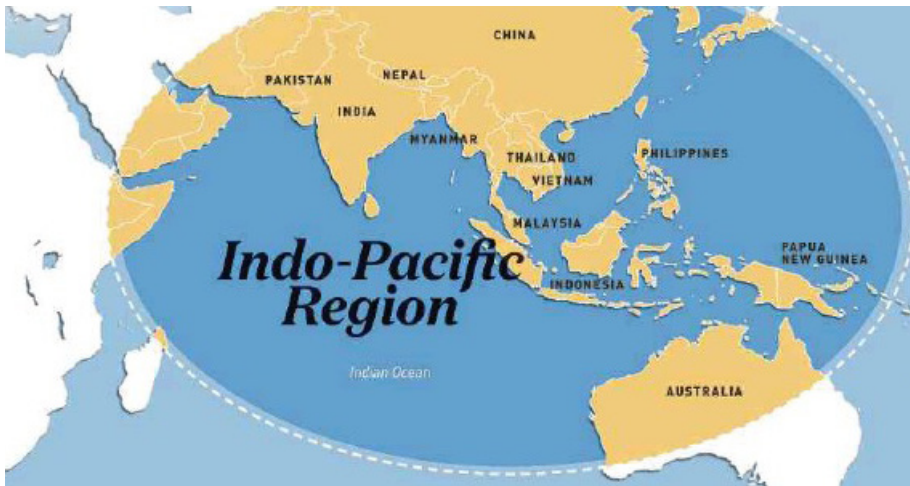 CHINA
PAKISTAN
NEPAL
INDIA
MYANMAR
THAILAND
PHILIPPINES
VIETNAM
MALAYSIA
Indo-Pacific
Region
PAPUA
NEW GUINEA
INDONESIA
Indian Ocean
AUSTRALIA